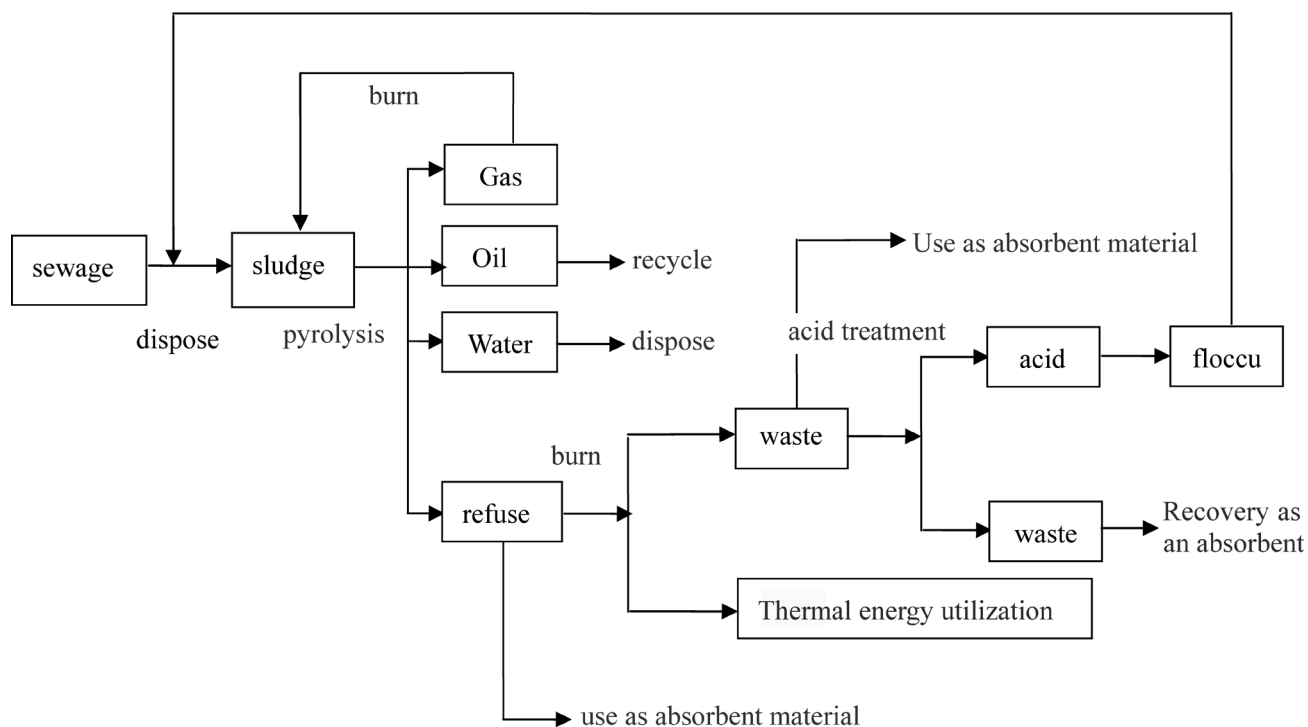 burn
Gas
Use as absorbent material
sewage
sludge
Oil
recycle
dispose
pyrolysis
Water
dispose
acid treatment
acid
floccu
waste
burn
refuse
waste
Recovery as
an absorbent
Thermal energy utilization
use as absorbent material